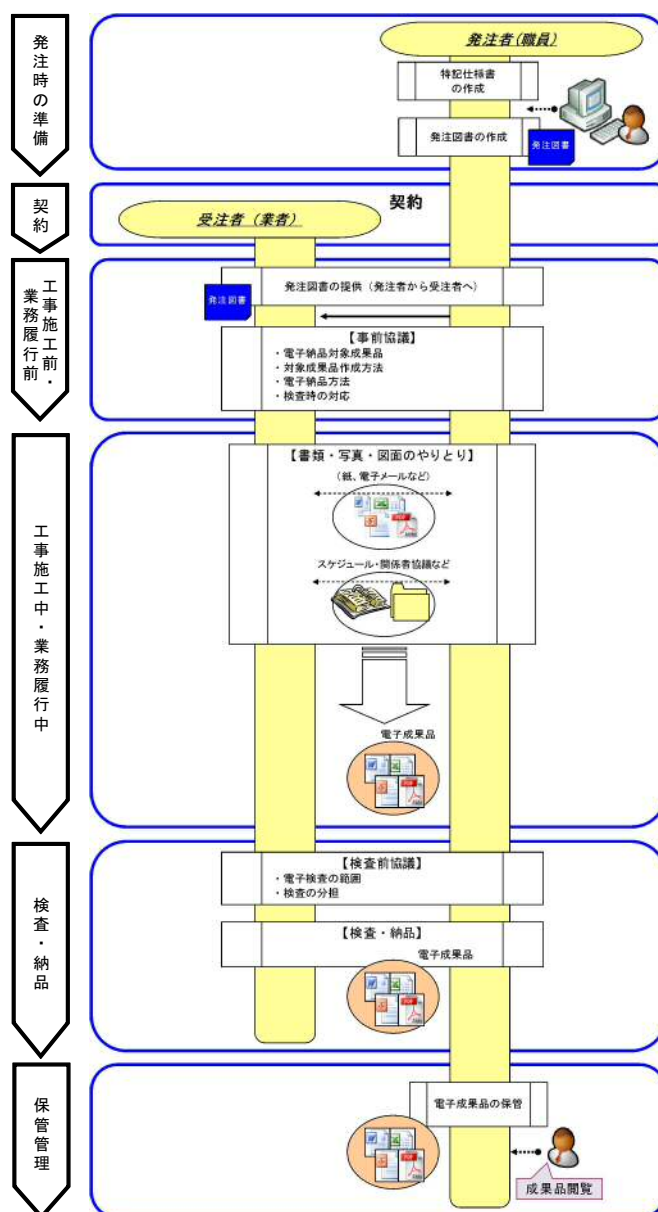 発注時の準備
発注者(職員)
特記仕様書
の作成
発注図書の作成
発注図書
契約
契約
受注者 (業者)
工事施工前・
業務履行前
発注図書の提供 (発注者から受注者へ)
発注図書
【事前協議】
・電子納品対象成果品
・対象成果品作成方法
・電子納品方法
・検査時の対応
工事施工中・業務履行中
【書類・写真・図面のやりとり】
(紙、電子メールなど)
スケジュール・関係者協議など
電子成果品
検査・納品
【検査前協議】
・電子検査の範囲
・検査の分担
【検査・納品】
電子成果品
保管管理
電子成果品の保管
成果品閲覧